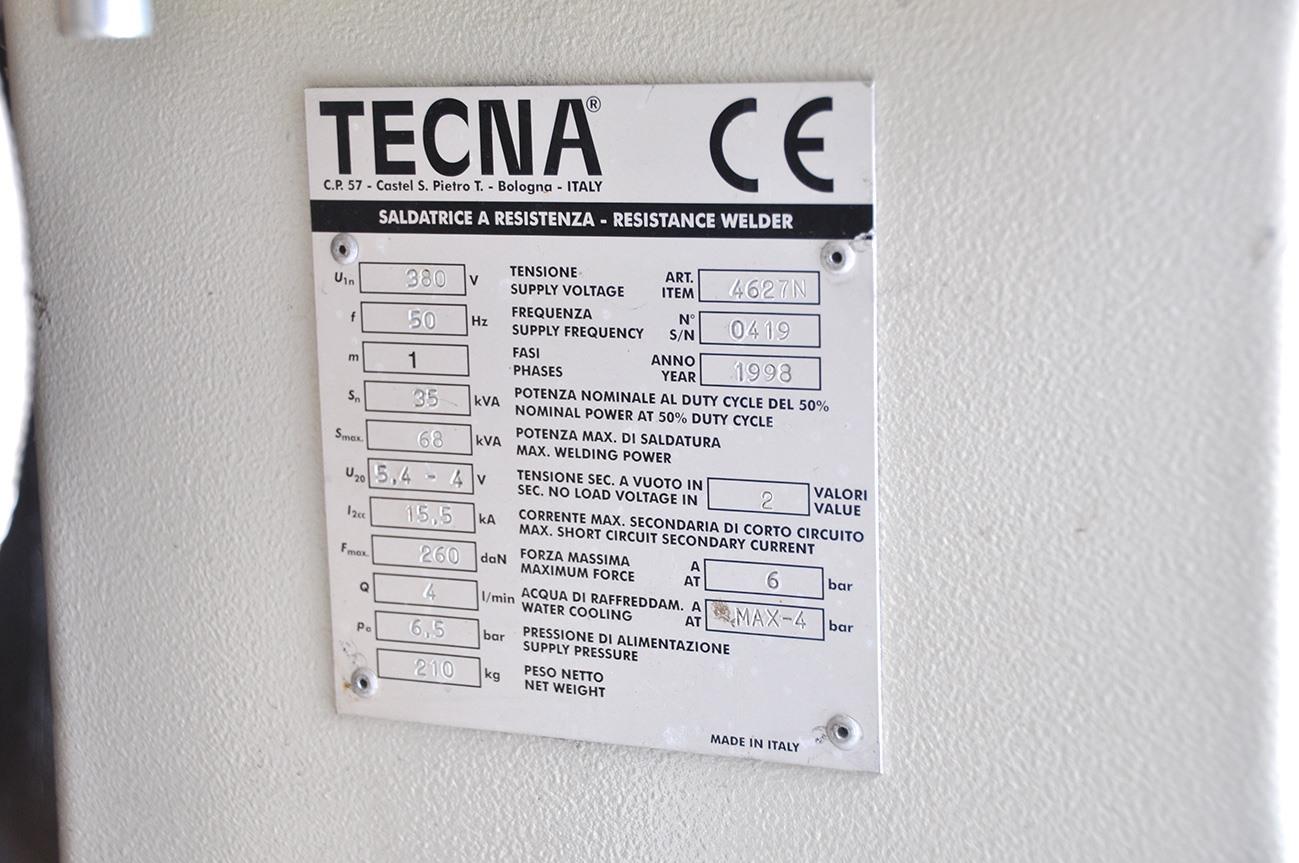 TECNA®
CE
C.P. 57 - Castel S. Pietro T. - Bologna - ITALY
SALDATRICE A RESISTENZA - RESISTANCE WELDER
U1n 380 V TENSIONE SUPPLY VOLTAGE ART. ITEM 4627N
f 50 Hz FREQUENZA SUPPLY FREQUENCY N° S/N 0419
m 1 FASI PHASES ANNO YEAR 1998
Sn 35 kVA POTENZA NOMINALE AL DUTY CYCLE DEL 50% NOMINAL POWER AT 50% DUTY CYCLE
Smax. 68 kVA POTENZA MAX. DI SALDATURA MAX. WELDING POWER
U20 5,4 - 4 V TENSIONE SEC. A VUOTO IN SEC. NO LOAD VOLTAGE IN 2 VALORI VALUE
I2cc 15,5 kA CORRENTE MAX. SECONDARIA DI CORTO CIRCUITO MAX. SHORT CIRCUIT SECONDARY CURRENT
Fmax. 260 daN FORZA MASSIMA MAXIMUM FORCE A AT 6 bar
Q 4 l/min ACQUA DI RAFFREDDAM. WATER COOLING A AT MAX-4 bar
Po 6,5 bar PRESSIONE DI ALIMENTAZIONE SUPPLY PRESSURE
210 kg PESO NETTO NET WEIGHT
MADE IN ITALY